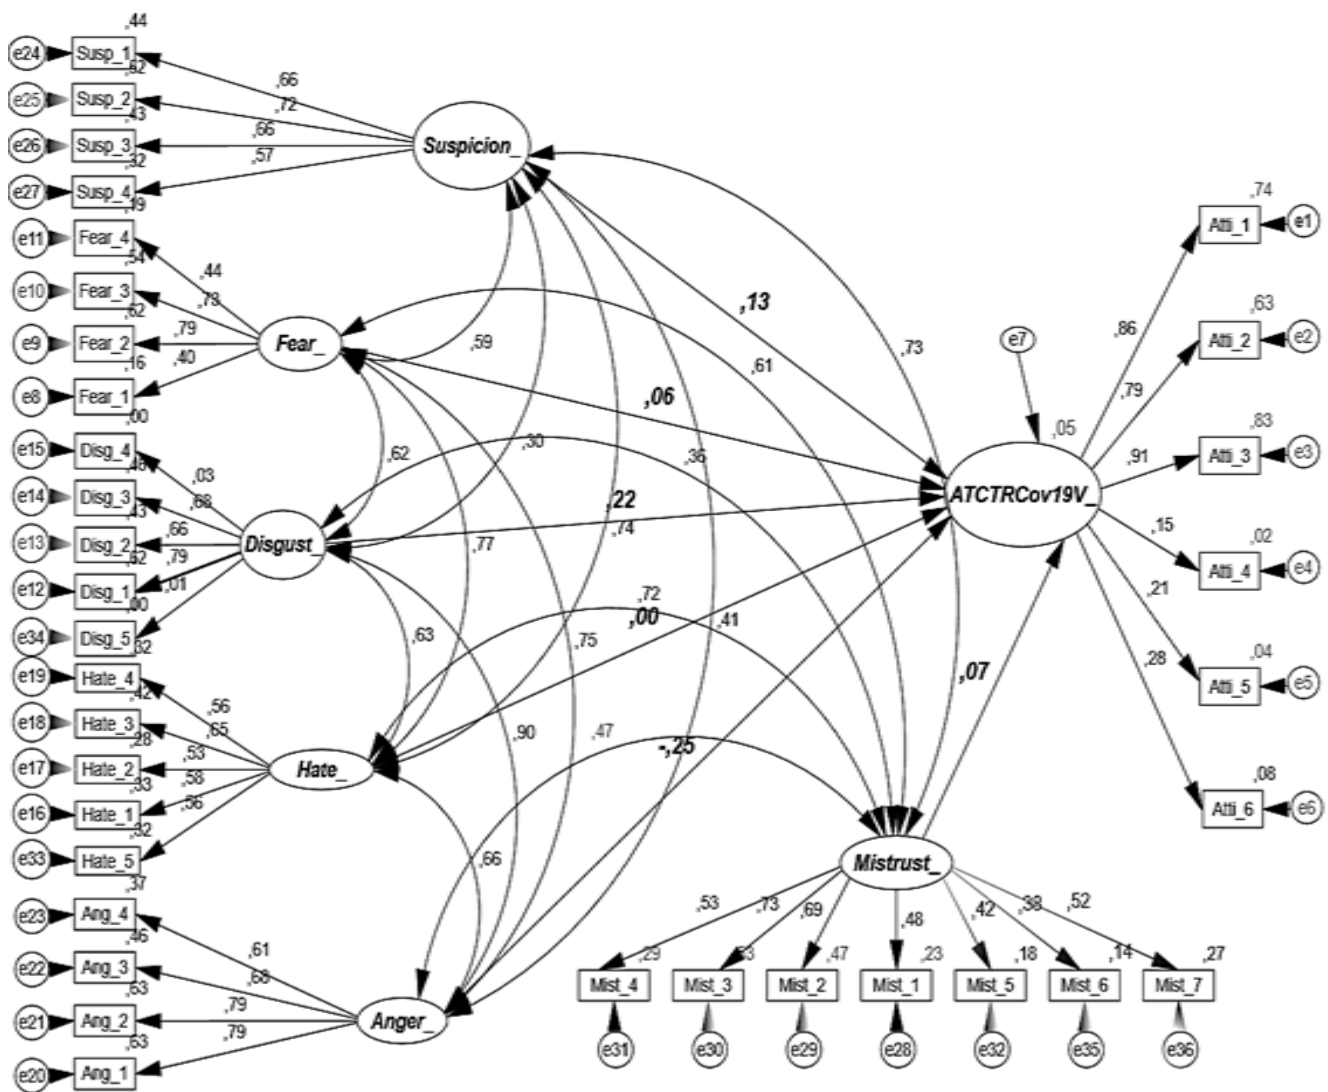 ,44
e24 Susp_1
,52
,66
e25 Susp_2
,72
,43
e26 Susp_3
,66
,32
e27 Susp_4
,57
Suspicion_
,19
e11 Fear_4
,44
,54
e10 Fear_3
,73
,62
e9 Fear_2
,79
,16
e8 Fear_1
,40
Fear_
,00
e15 Disg_4
,03
e14 Disg_3
,68
,43
e13 Disg_2
,66
,62
e12 Disg_1
,79
,01
,00
e34 Disg_5
Disgust_
,32
e19 Hate_4
,56
,42
e18 Hate_3
,65
,28
e17 Hate_2
,53
,33
e16 Hate_1
,58
,56
,32
e33 Hate_5
Hate_
,37
e23 Ang_4
,61
,46
e22 Ang_3
,68
,63
e21 Ang_2
,79
,63
e20 Ang_1
,79
Anger_
,59
,62
,30
,77
,74
,63
,75
,72
,41
,90
,47
,66
,73
,61
,36
,13
,06
,22
,00
-,25
,07
e7
,05
ATCTRCov19V_
,74
,86
Atti_1 e1
,63
,79
Atti_2 e2
,83
,91
Atti_3 e3
,02
,15
Atti_4 e4
,04
,21
Atti_5 e5
,08
,28
Atti_6 e6
Mistrust_
,53 ,73 ,69 ,48 ,42 ,38 ,52
,29 ,53 ,47 ,23 ,18 ,14 ,27
Mist_4 Mist_3 Mist_2 Mist_1 Mist_5 Mist_6 Mist_7
e31 e30 e29 e28 e32 e35 e36